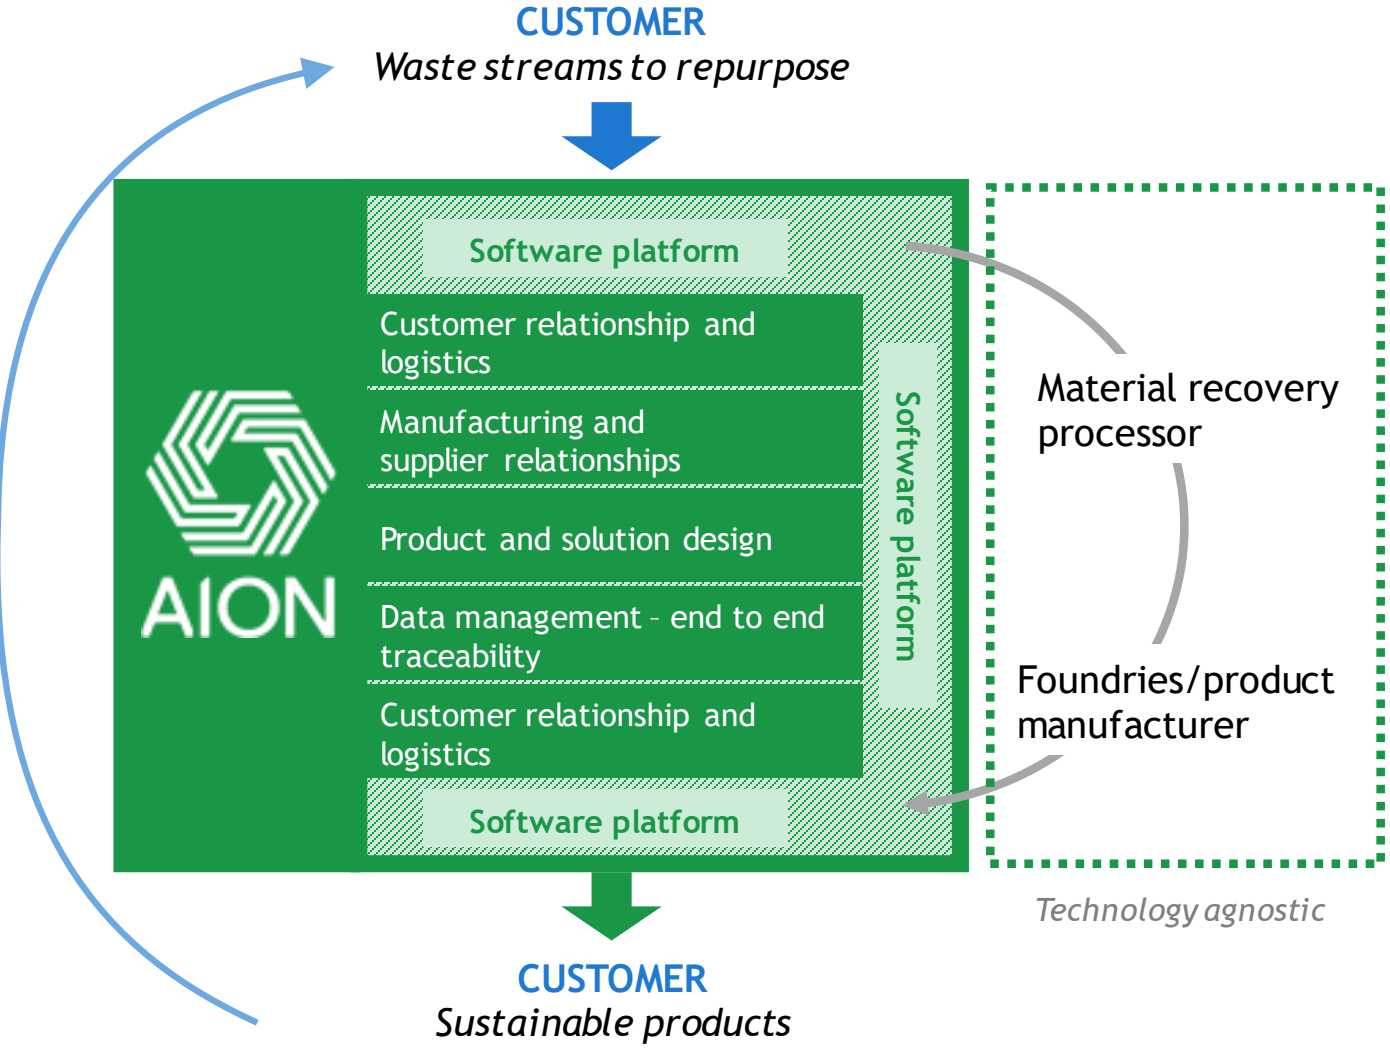 CUSTOMER
Waste streams to repurpose
Software platform
Customer relationship and
logistics
Manufacturing and
supplier relationships
Product and solution design
Data management – end to end
traceability
Customer relationship and
logistics
Software platform
AION
Software platform
Material recovery
processor
Foundries/product
manufacturer
Technology agnostic
CUSTOMER
Sustainable products